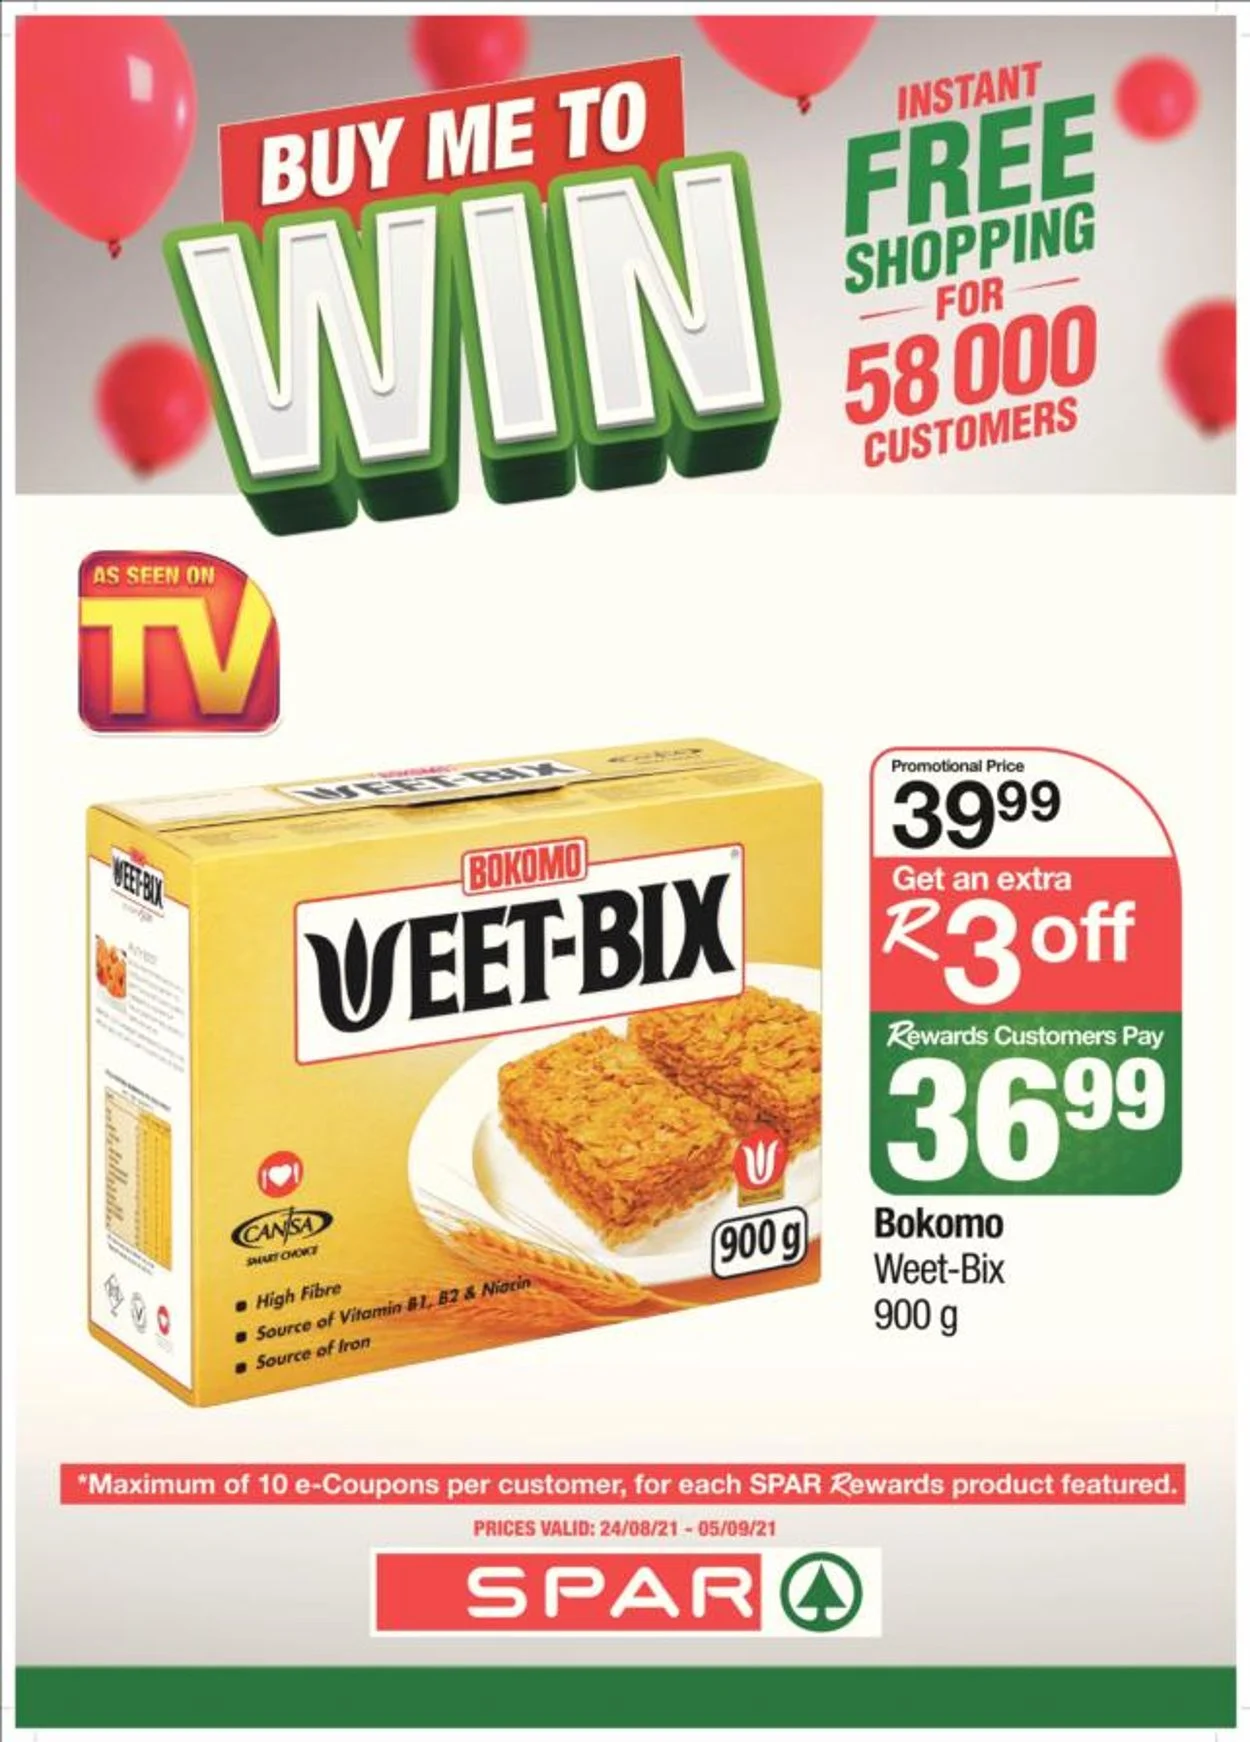 BUY ME TO
WIN
INSTANT
FREE
SHOPPING
FOR
58 000
CUSTOMERS
AS SEEN ON
TV
BOKOMO
WEET-BIX
BOKOMO
WEET-BIX®
WEET-BIX
CANSA
SMART CHOICE
900 g
■ High Fibre
■ Source of Vitamin B1, B2 & Niacin
■ Source of Iron
Promotional Price
39 99
Get an extra
R3 off
Rewards Customers Pay
36 99
Bokomo
Weet-Bix
900 g
*Maximum of 10 e-Coupons per customer, for each SPAR Rewards product featured.
PRICES VALID: 24/08/21 - 05/09/21
SPAR